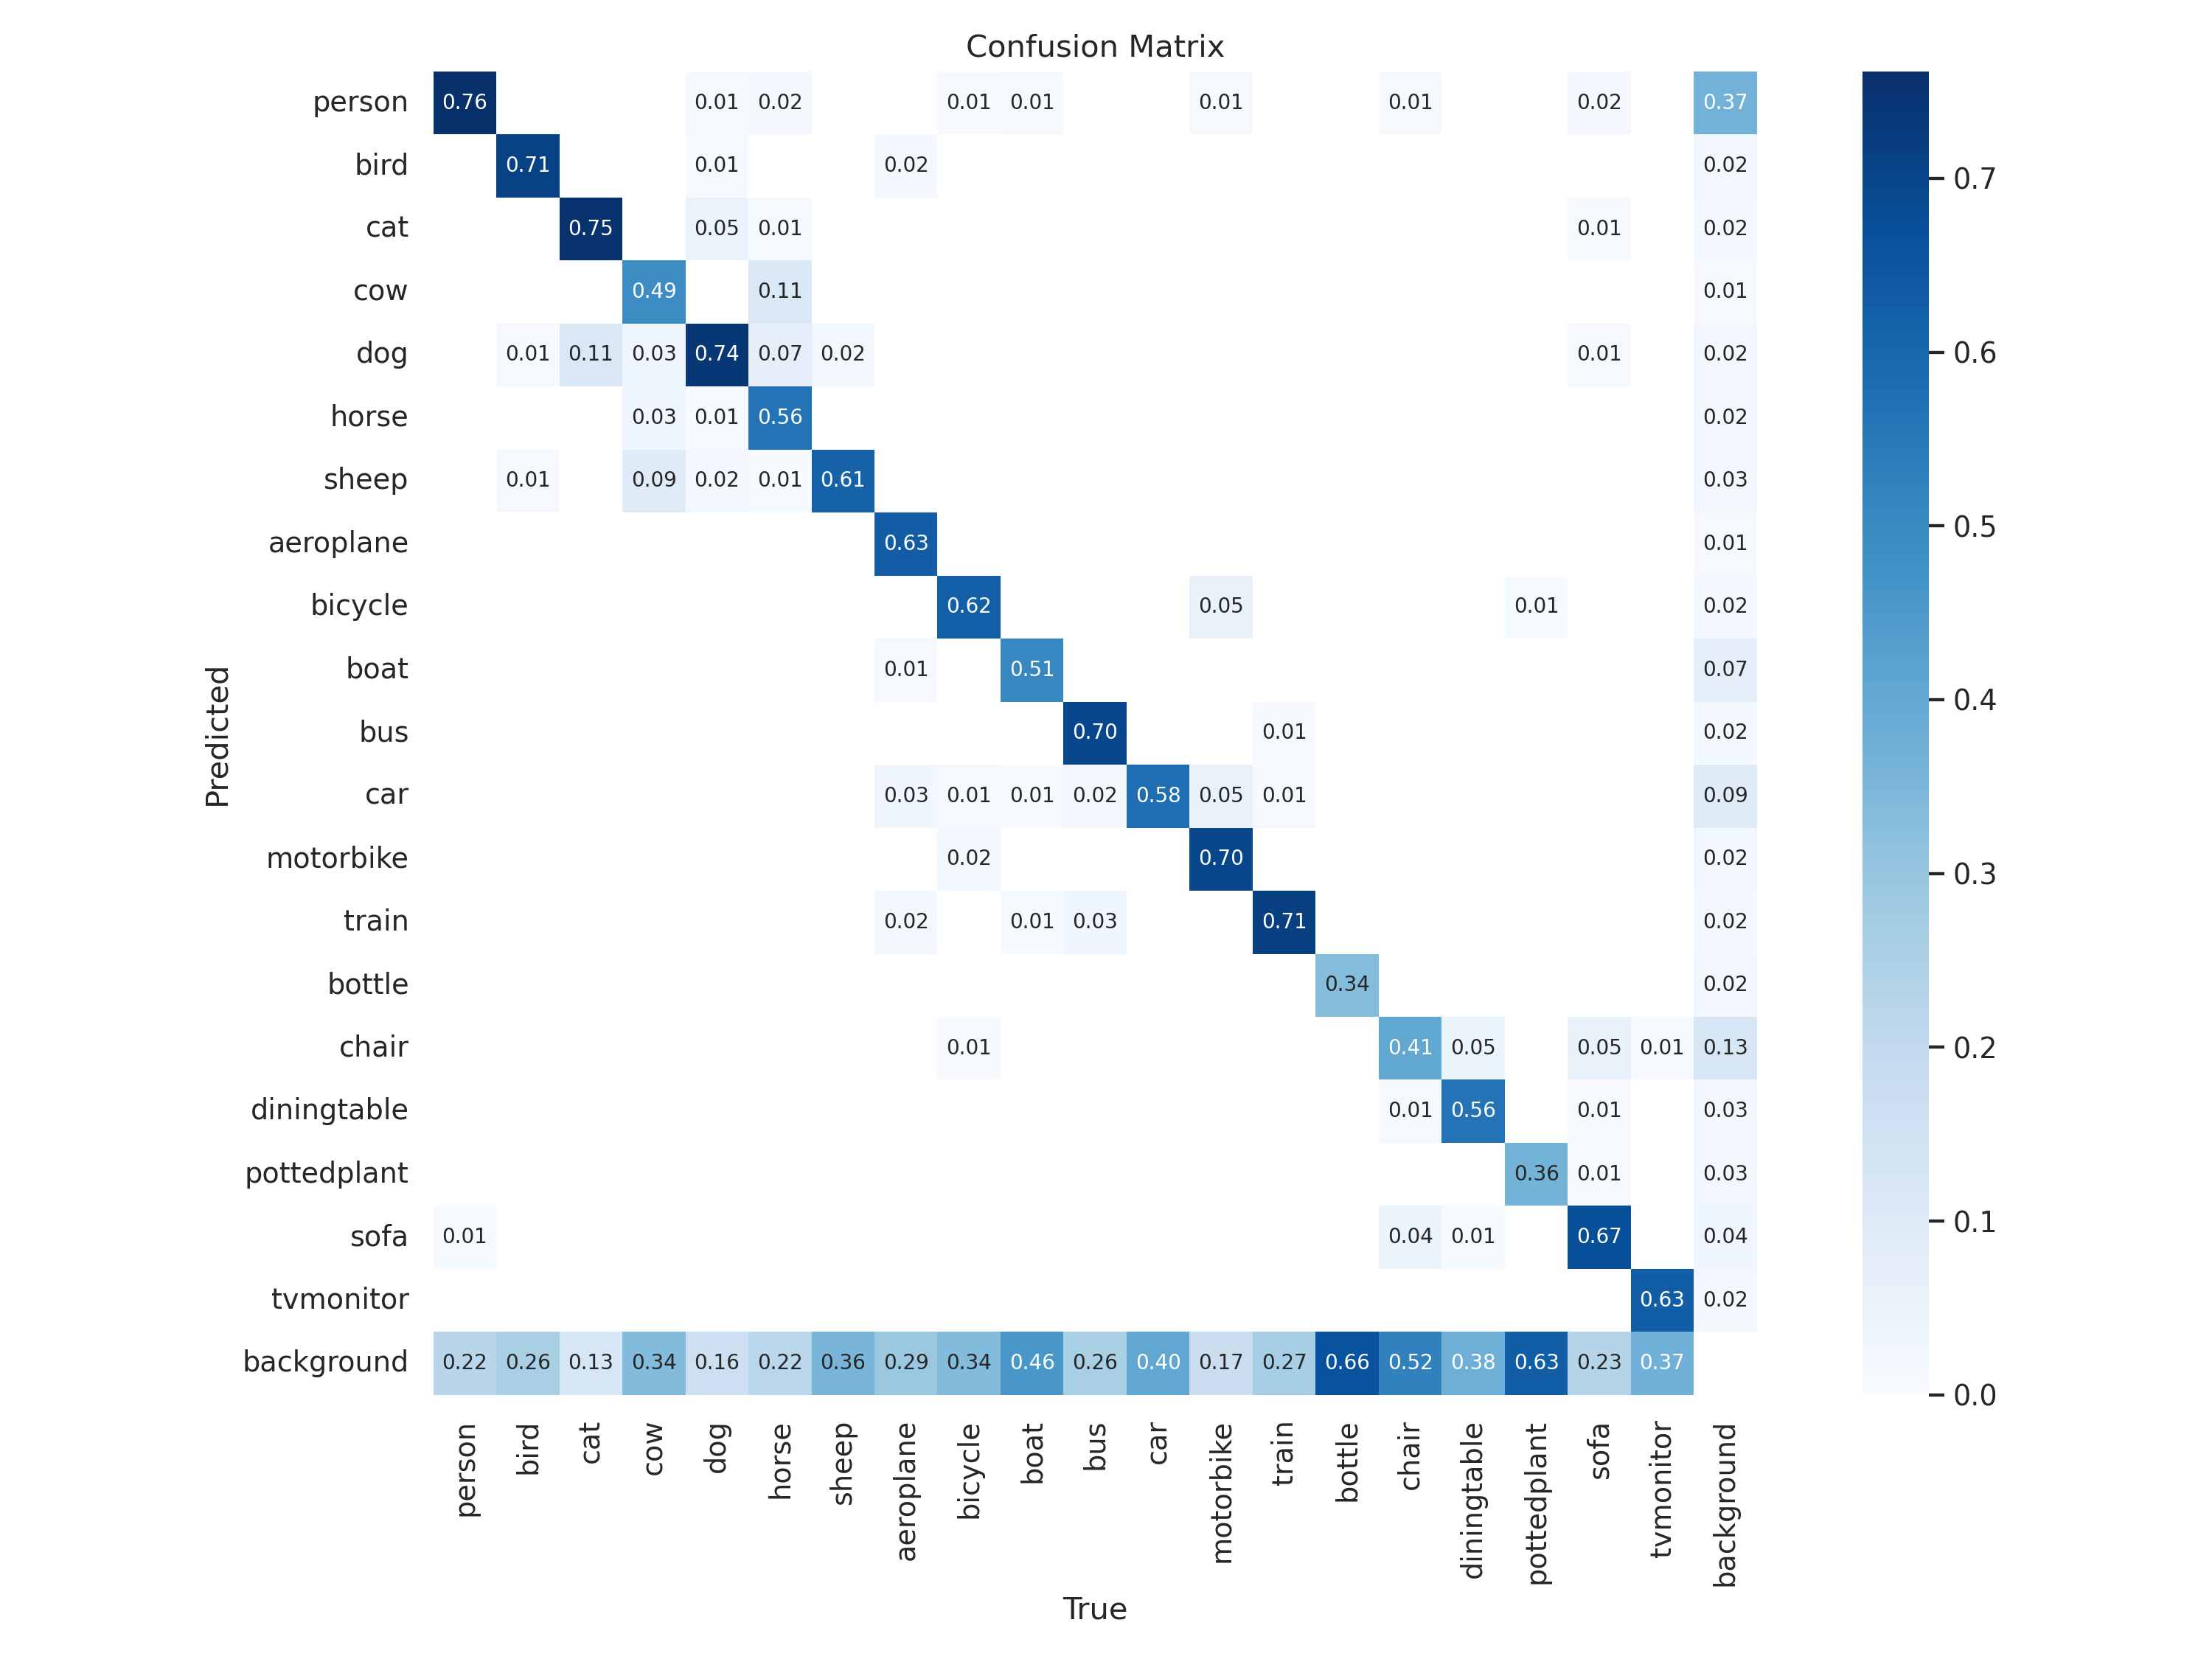 Confusion Matrix
person 0.76 0.01 0.02 0.01 0.01 0.01 0.01 0.02 0.37
bird 0.71 0.01 0.02 0.02
cat 0.75 0.05 0.01 0.01 0.02
cow 0.49 0.11 0.01
dog 0.01 0.11 0.03 0.74 0.07 0.02 0.01 0.02
horse 0.03 0.01 0.56 0.02
sheep 0.01 0.09 0.02 0.01 0.61 0.03
aeroplane 0.63 0.01
bicycle 0.62 0.05 0.01 0.02
boat 0.01 0.51 0.07
bus 0.70 0.01 0.02
car 0.03 0.01 0.01 0.02 0.58 0.05 0.01 0.09
motorbike 0.02 0.70 0.02
train 0.02 0.01 0.03 0.71 0.02
bottle 0.34 0.02
chair 0.01 0.41 0.05 0.05 0.01 0.13
diningtable 0.01 0.56 0.01 0.03
pottedplant 0.36 0.01 0.03
sofa 0.01 0.04 0.01 0.67 0.04
tvmonitor 0.63 0.02
background 0.22 0.26 0.13 0.34 0.16 0.22 0.36 0.29 0.34 0.46 0.26 0.40 0.17 0.27 0.66 0.52 0.38 0.63 0.23 0.37
person bird cat cow dog horse sheep aeroplane bicycle boat bus car motorbike train bottle chair diningtable pottedplant sofa tvmonitor background
True
Predicted
0.7
0.6
0.5
0.4
0.3
0.2
0.1
0.0